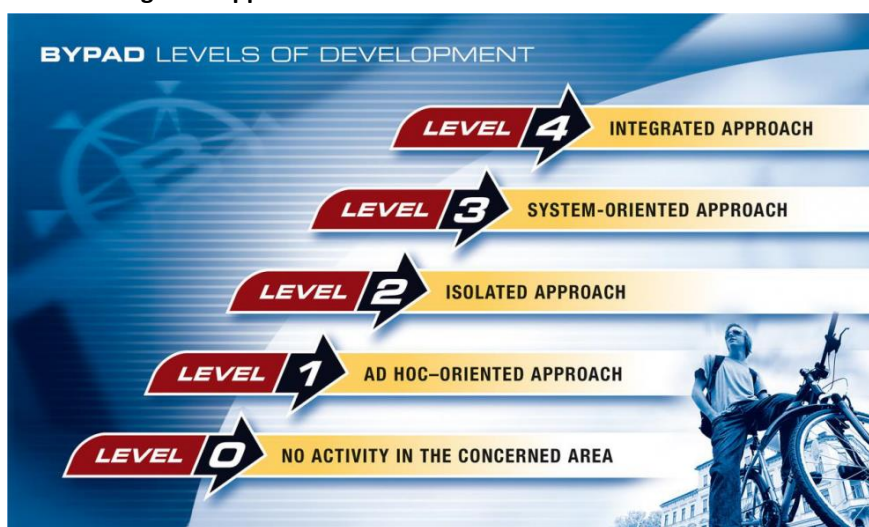 BYPAD LEVELS OF DEVELOPMENT
LEVEL 4 INTEGRATED APPROACH
LEVEL 3 SYSTEM-ORIENTED APPROACH
LEVEL 2 ISOLATED APPROACH
LEVEL 1 AD HOC–ORIENTED APPROACH
LEVEL 0 NO ACTIVITY IN THE CONCERNED AREA